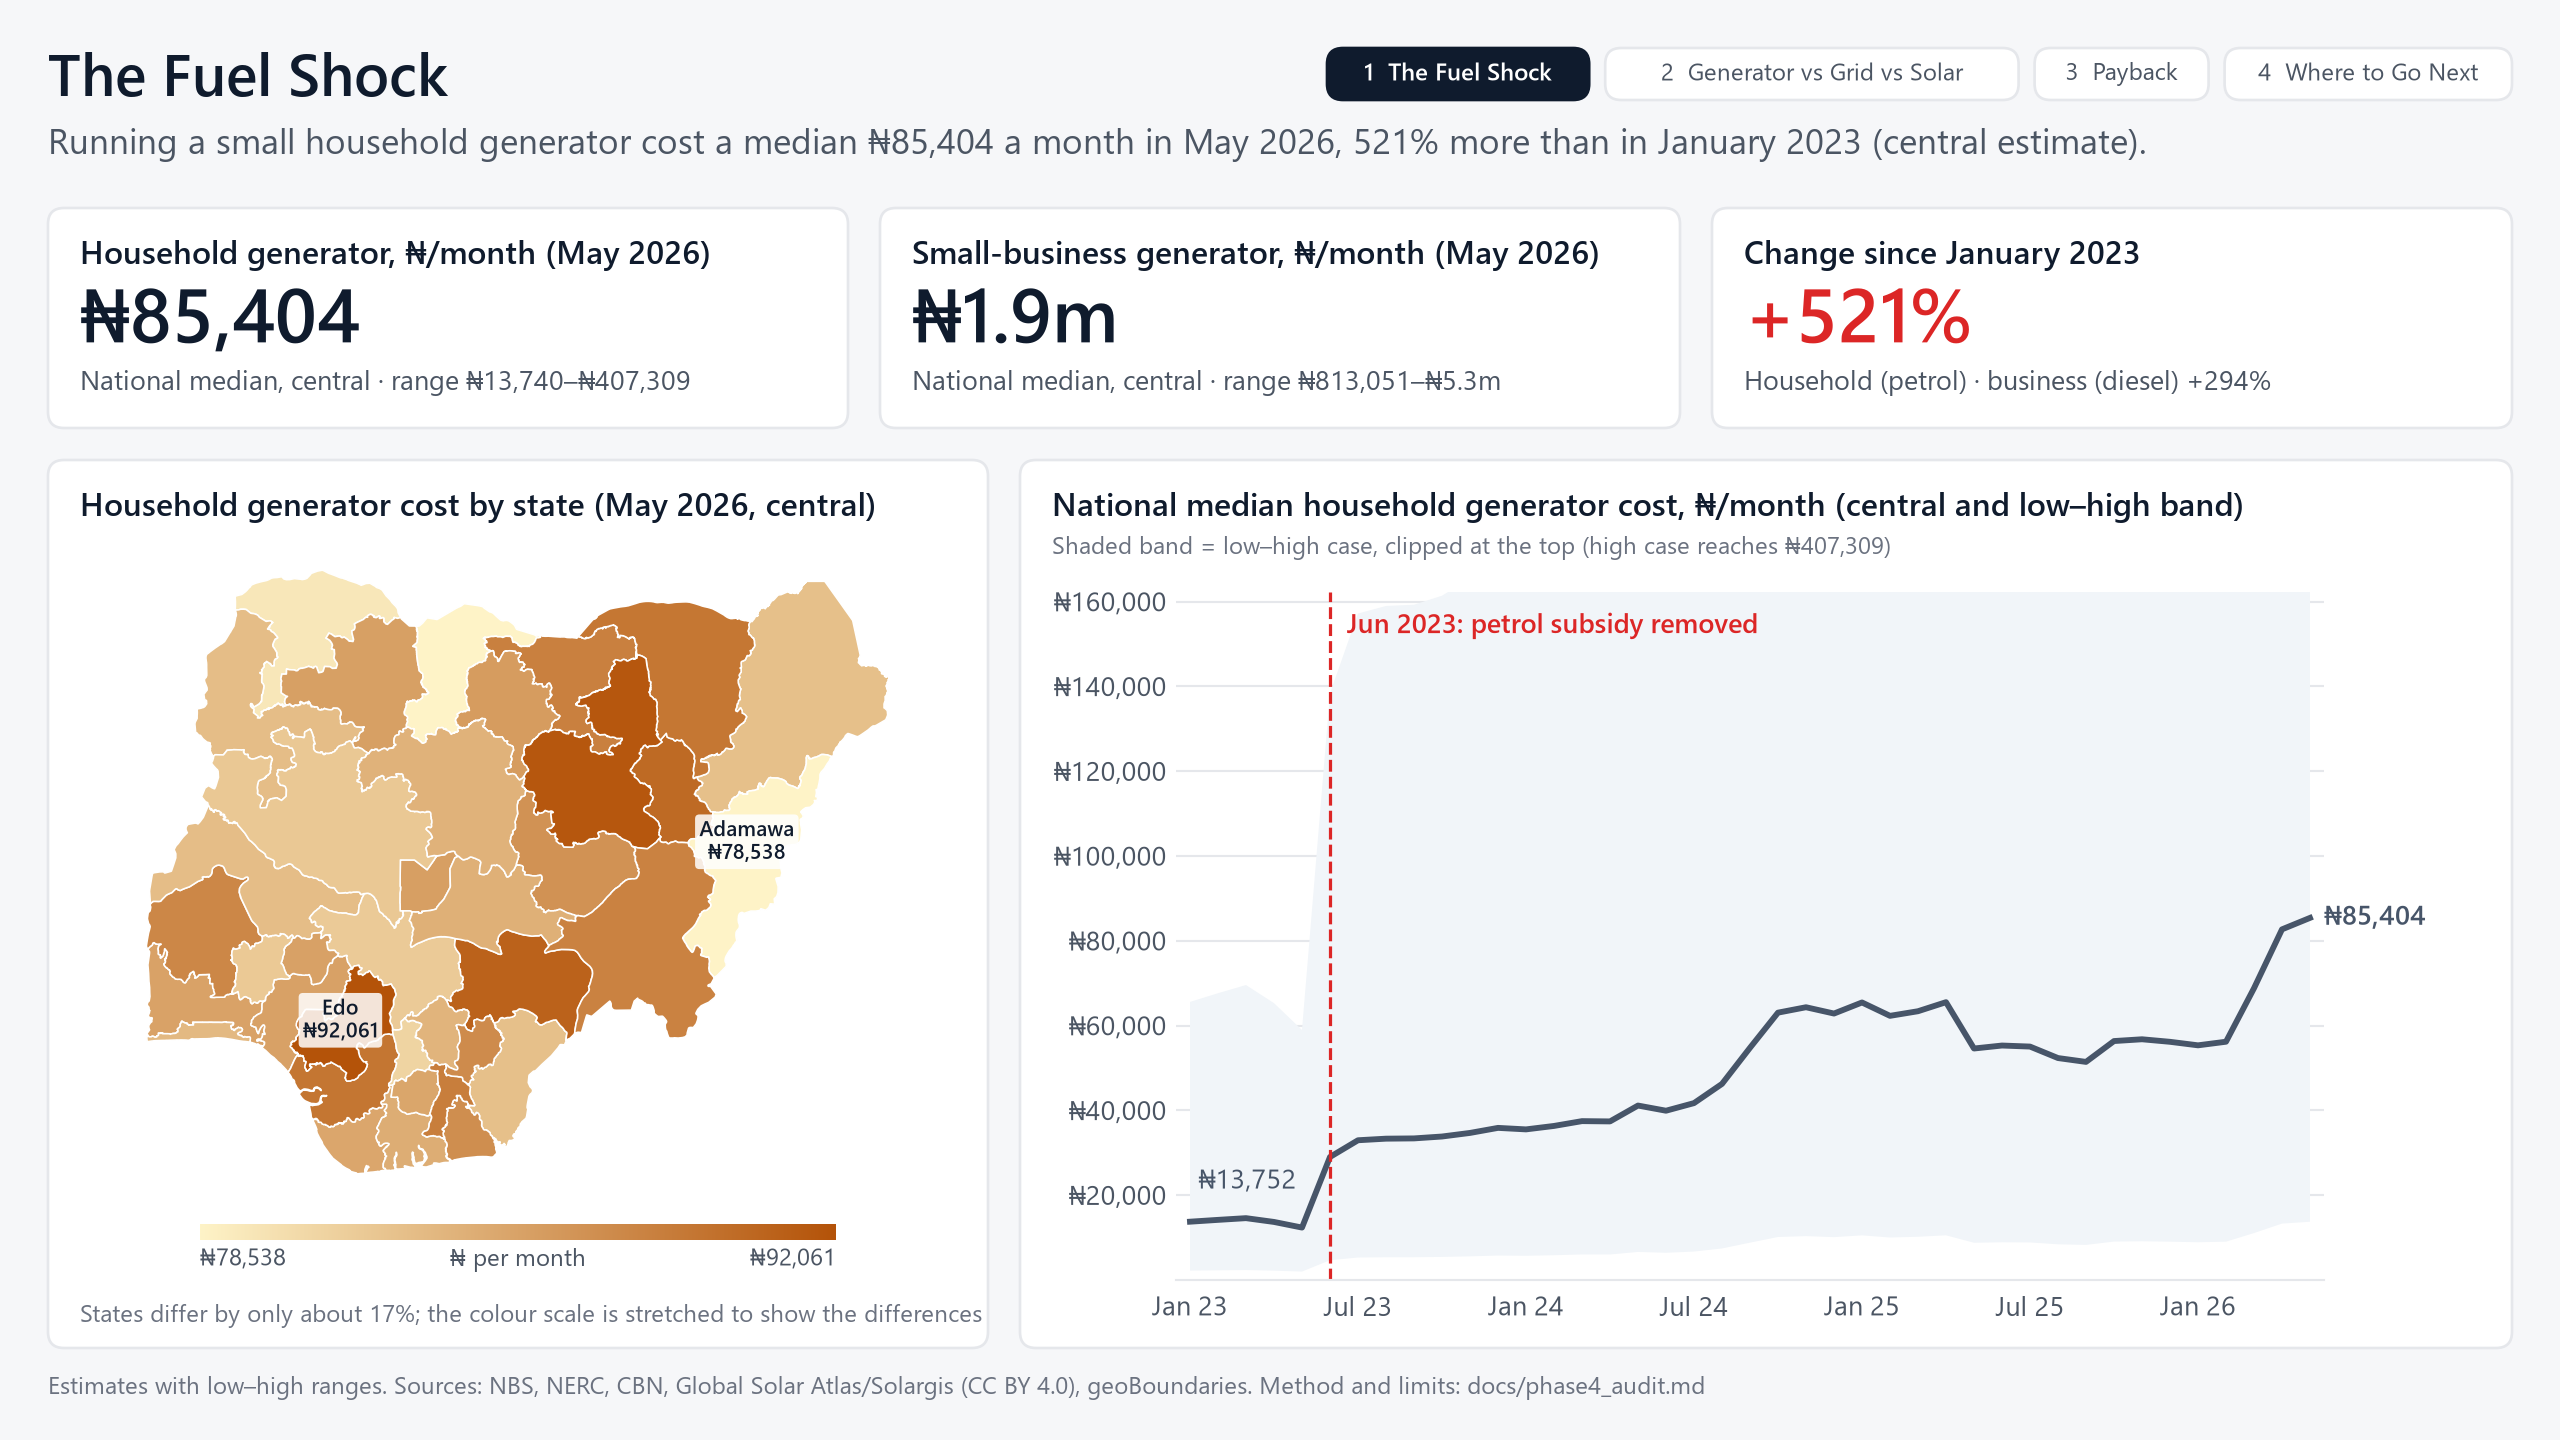 The Fuel Shock
1 The Fuel Shock
2 Generator vs Grid vs Solar
3 Payback
4 Where to Go Next
Running a small household generator cost a median ₦85,404 a month in May 2026, 521% more than in January 2023 (central estimate).
Household generator, ₦/month (May 2026)
₦85,404
National median, central · range ₦13,740–₦407,309
Small-business generator, ₦/month (May 2026)
₦1.9m
National median, central · range ₦813,051–₦5.3m
Change since January 2023
+521%
Household (petrol) · business (diesel) +294%
Household generator cost by state (May 2026, central)
Adamawa
₦78,538
Edo
₦92,061
₦78,538
₦ per month
₦92,061
States differ by only about 17%; the colour scale is stretched to show the differences
National median household generator cost, ₦/month (central and low–high band)
Shaded band = low–high case, clipped at the top (high case reaches ₦407,309)
₦160,000
₦140,000
₦120,000
₦100,000
₦80,000
₦60,000
₦40,000
₦20,000
Jun 2023: petrol subsidy removed
₦85,404
₦13,752
Jan 23
Jul 23
Jan 24
Jul 24
Jan 25
Jul 25
Jan 26
Estimates with low–high ranges. Sources: NBS, NERC, CBN, Global Solar Atlas/Solargis (CC BY 4.0), geoBoundaries. Method and limits: docs/phase4_audit.md